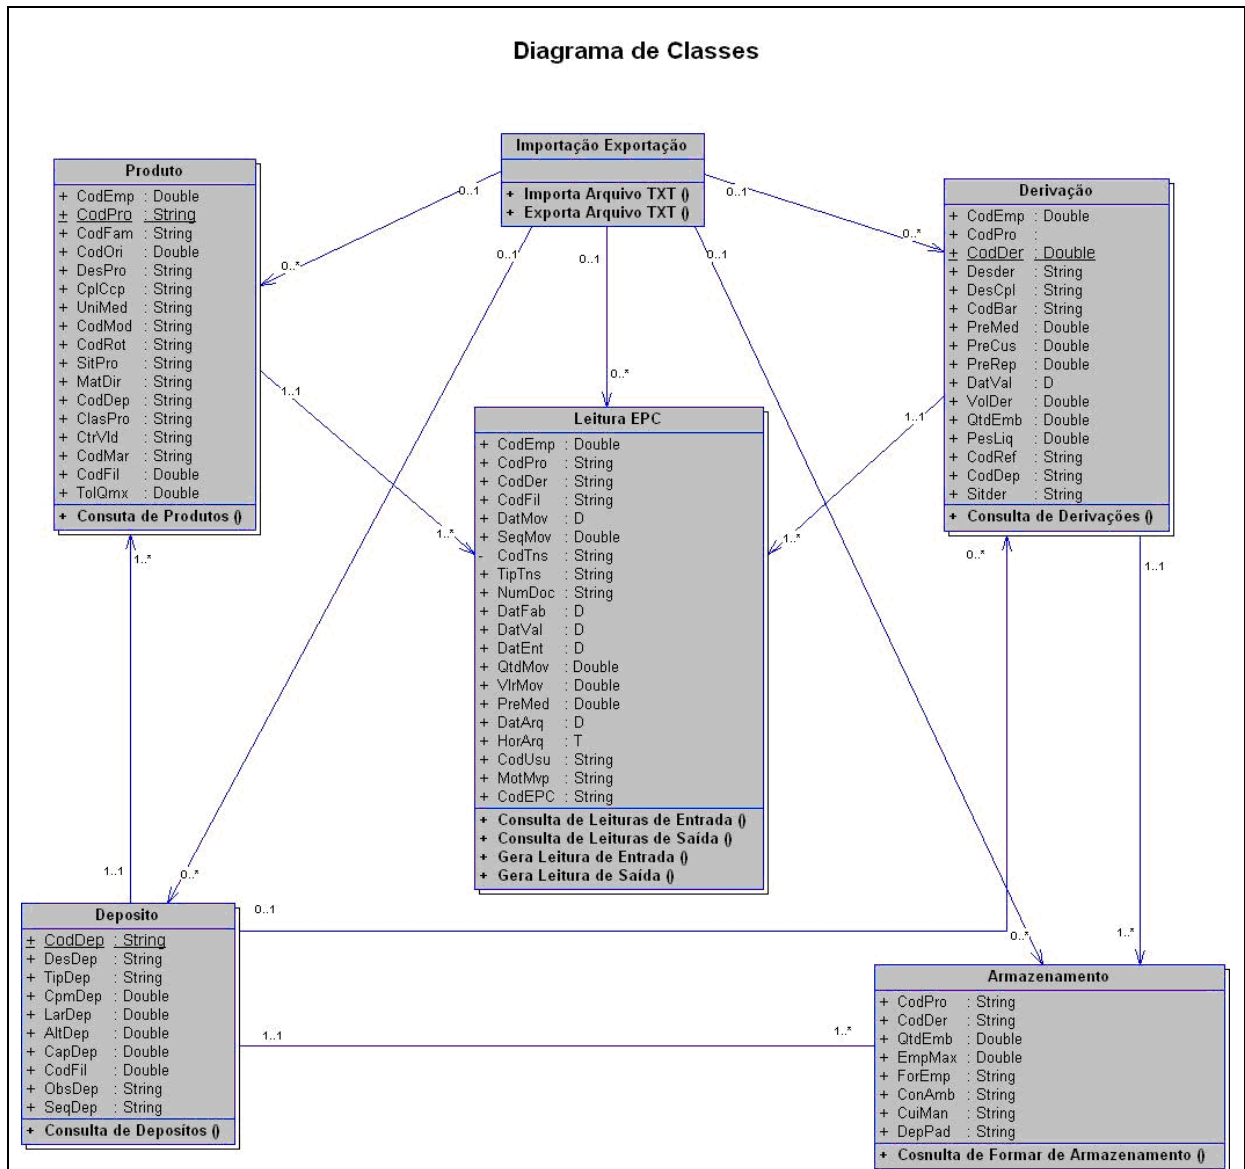 Diagrama de Classes
Importação Exportação
+ Importa Arquivo TXT ()
+ Exporta Arquivo TXT ()
0..1
0..1
0..1
0..1
0..1
Produto
+ CodEmp : Double
+ CodPro : String
+ CodFam : String
+ CodOri : Double
+ DesPro : String
+ CplCcp : String
+ UniMed : String
+ CodMod : String
+ CodRot : String
+ SitPro : String
+ MatDir : String
+ CodDep : String
+ ClasPro : String
+ CtrVld : String
+ CodMar : String
+ CodFil : Double
+ TolQmx : Double
+ Consuta de Produtos ()
0..*
1..1
1..*
Derivação
+ CodEmp : Double
+ CodPro :
+ CodDer : Double
+ Desder : String
+ DesCpl : String
+ CodBar : String
+ PreMed : Double
+ PreCus : Double
+ PreRep : Double
+ DatVal : D
+ VolDer : Double
+ QtdEmb : Double
+ PesLiq : Double
+ CodRef : String
+ CodDep : String
+ Sitder : String
+ Consulta de Derivações ()
0..*
1..1
0..*
1..1
Leitura EPC
+ CodEmp : Double
+ CodPro : String
+ CodDer : String
+ CodFil : String
+ DatMov : D
+ SeqMov : Double
- CodTns : String
+ TipTns : String
+ NumDoc : String
+ DatFab : D
+ DatVal : D
+ DatEnt : D
+ QtdMov : Double
+ VlrMov : Double
+ PreMed : Double
+ DatArq : D
+ HorArq : T
+ CodUsu : String
+ MotMvp : String
+ CodEPC : String
+ Consulta de Leituras de Entrada ()
+ Consulta de Leituras de Saída ()
+ Gera Leitura de Entrada ()
+ Gera Leitura de Saída ()
0..*
1..*
1..*
Deposito
+ CodDep : String
+ DesDep : String
+ TipDep : String
+ CpmDep : Double
+ LarDep : Double
+ AltDep : Double
+ CapDep : Double
+ CodFil : Double
+ ObsDep : String
+ SeqDep : String
+ Consulta de Deposítos ()
1..1
0..*
0..1
1..1
Armazenamento
+ CodPro : String
+ CodDer : String
+ QtdEmb : Double
+ EmpMax : Double
+ ForEmp : String
+ ConAmb : String
+ CuiMan : String
+ DepPad : String
+ Cosnulta de Formar de Armazenamento ()
0..*
1..*
1..*